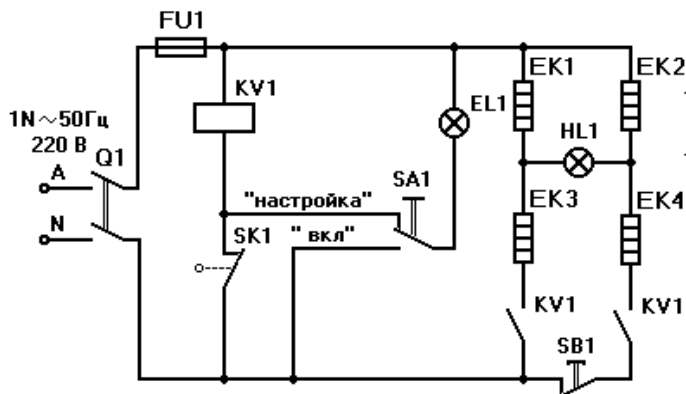 FU1
KV1
EK1
EK2
1N~50Гц
220 В
EL1
HL1
Q1
A
SA1
"настройка"
EK3
EK4
N
SK1
" вкл"
KV1
KV1
SB1